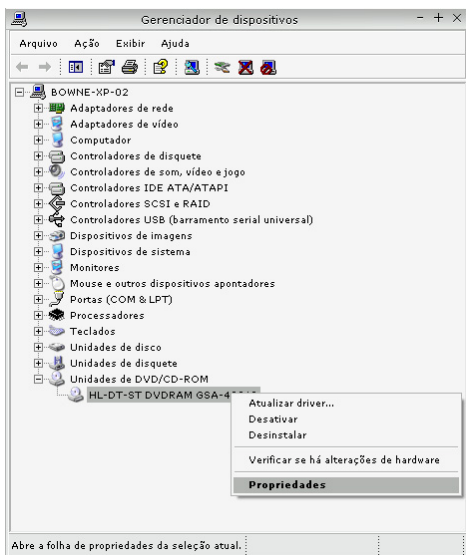 Gerenciador de dispositivos
Arquivo Ação Exibir Ajuda
BOWNE-XP-02
Adaptadores de rede
Adaptadores de vídeo
Computador
Controladores de disquete
Controladores de som, vídeo e jogo
Controladores IDE ATA/ATAPI
Controladores SCSI e RAID
Controladores USB (barramento serial universal)
Dispositivos de imagens
Dispositivos de sistema
Monitores
Mouse e outros dispositivos apontadores
Portas (COM & LPT)
Processadores
Teclados
Unidades de disco
Unidades de disquete
Unidades de DVD/CD-ROM
HL-DT-ST DVDRAM
Atualizar driver...
Desativar
Desinstalar
Verificar se há alterações de hardware
Propriedades
Abre a folha de propriedades da seleção atual.